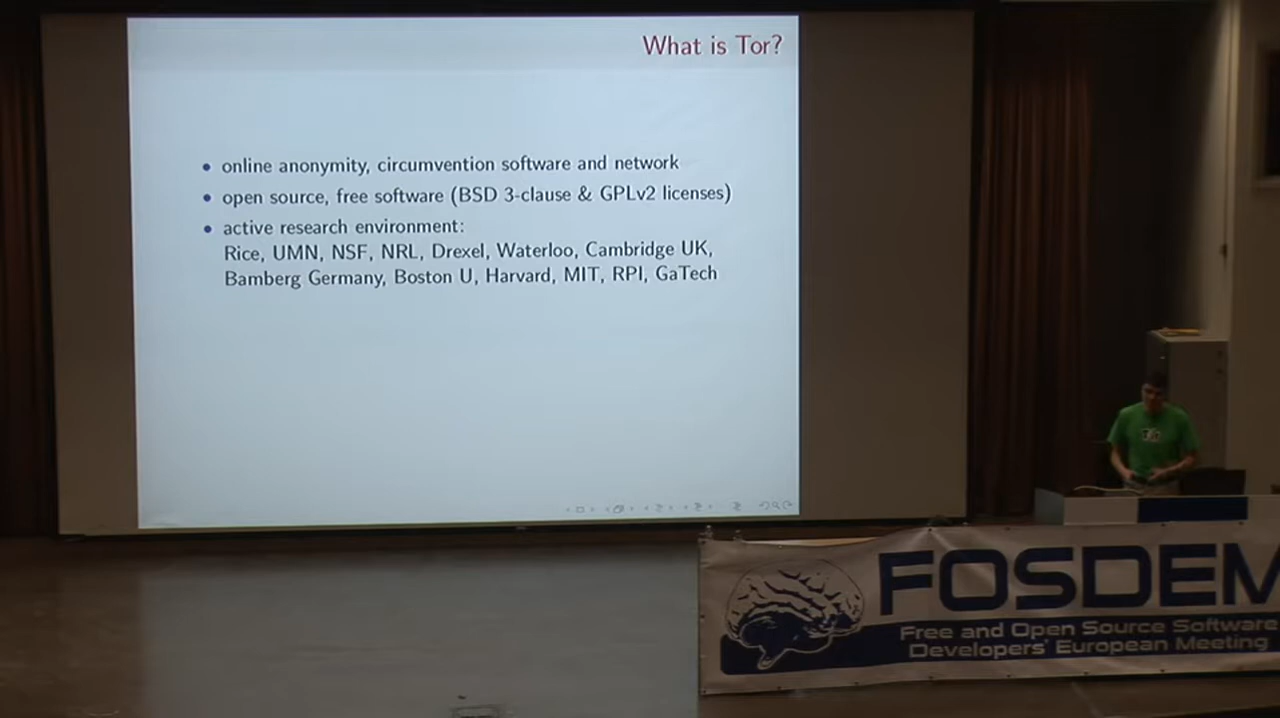 What is Tor?
• online anonymity, circumvention software and network
• open source, free software (BSD 3-clause & GPLv2 licenses)
• active research environment:
Rice, UMN, NSF, NRL, Drexel, Waterloo, Cambridge UK,
Bamberg Germany, Boston U, Harvard, MIT, RPI, GaTech
FOSDEM
Free and Open Source Software
Developers' European Meeting